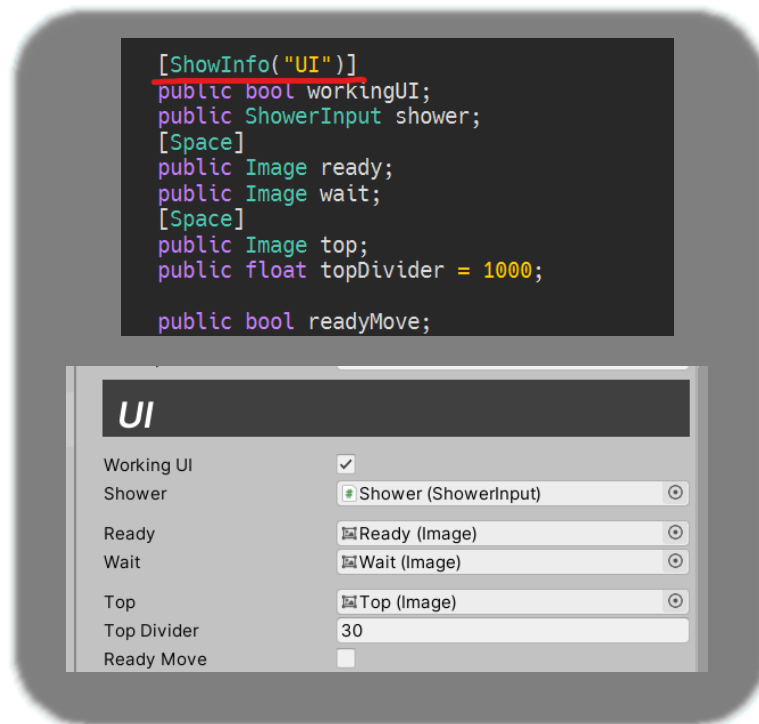 [ShowInfo("UI")]
public bool workingUI;
public ShowerInput shower;
[Space]
public Image ready;
public Image wait;
[Space]
public Image top;
public float topDivider = 1000;
public bool readyMove;
UI
Working UI
Shower Shower (ShowerInput)
Ready Ready (Image)
Wait Wait (Image)
Top Top (Image)
Top Divider 30
Ready Move